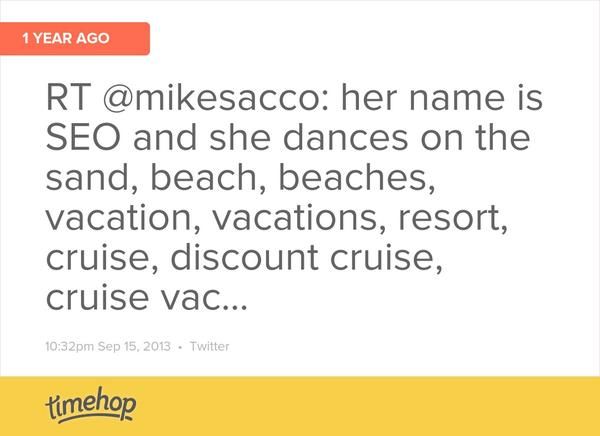 1 YEAR AGO
RT @mikesacco: her name is
SEO and she dances on the
sand, beach, beaches,
vacation, vacations, resort,
cruise, discount cruise,
cruise vac...
10:32pm Sep 15, 2013 • Twitter
timehop